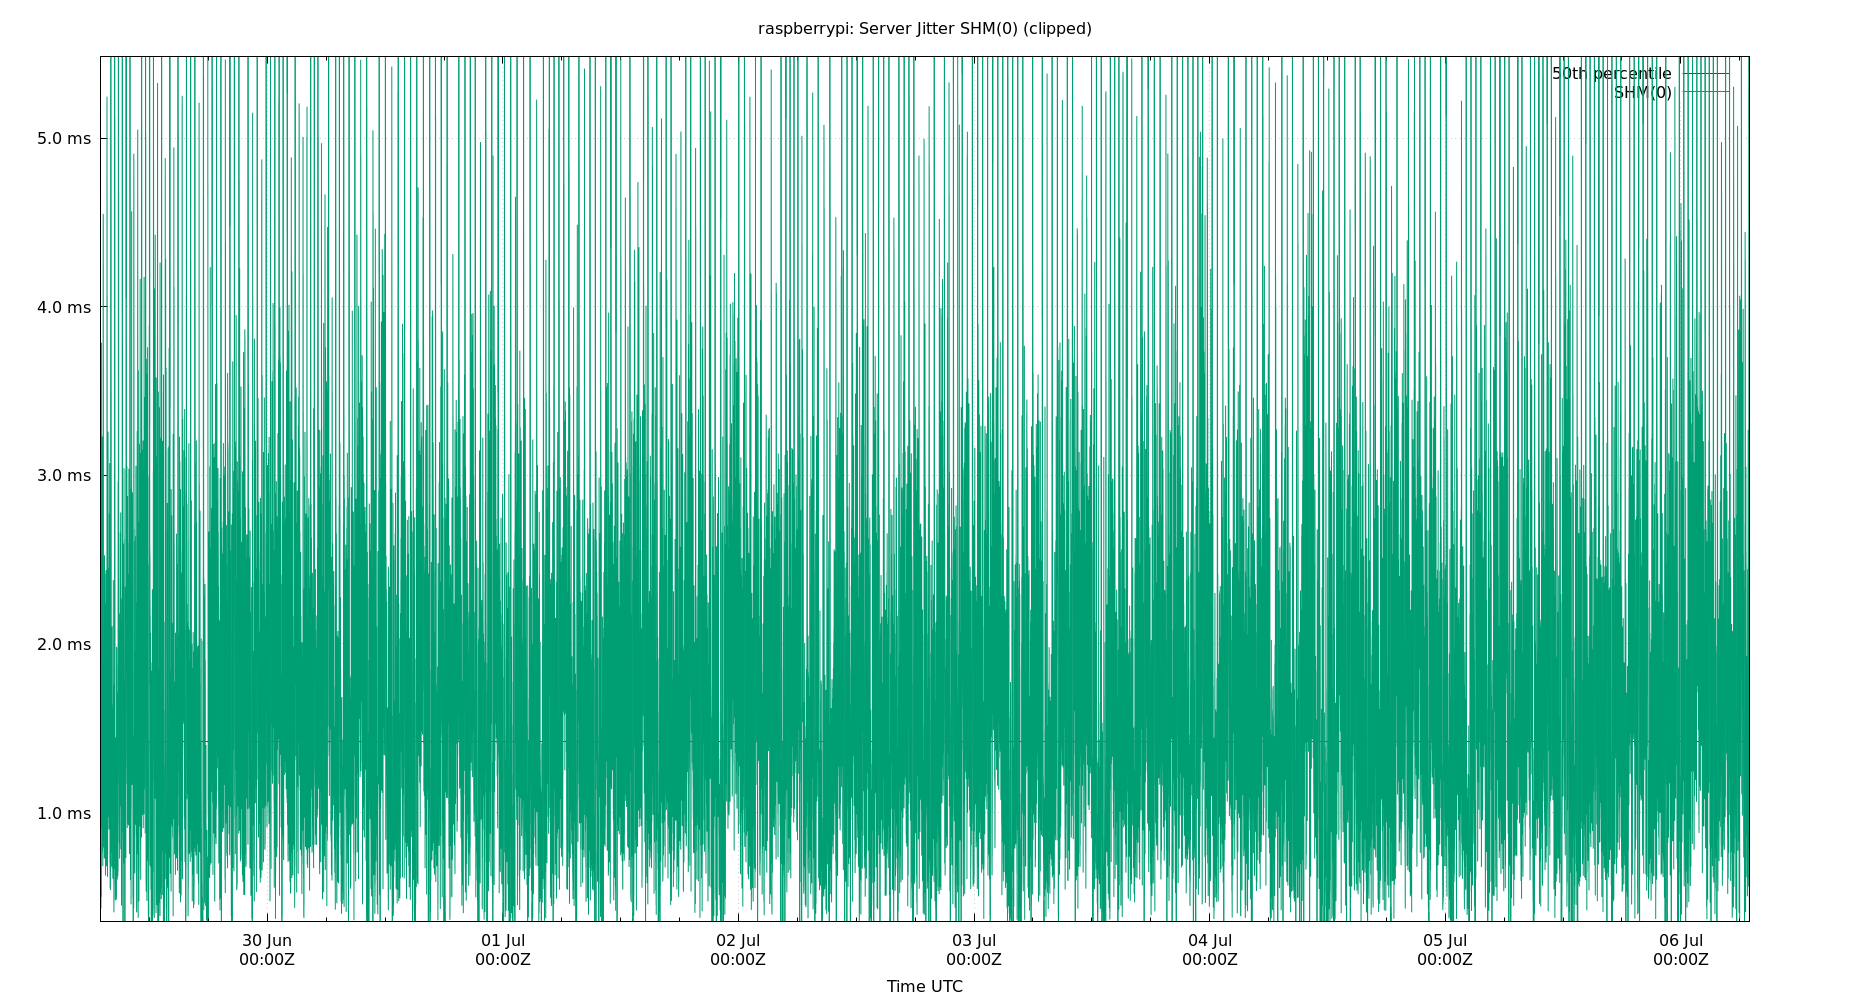 raspberrypi: Server Jitter SHM(0) (clipped)
50th percentile
SHM(0)
5.0 ms
4.0 ms
3.0 ms
2.0 ms
1.0 ms
30 Jun 01 Jul 02 Jul 03 Jul 04 Jul 05 Jul 06 Jul
00:00Z 00:00Z 00:00Z 00:00Z 00:00Z 00:00Z 00:00Z
Time UTC